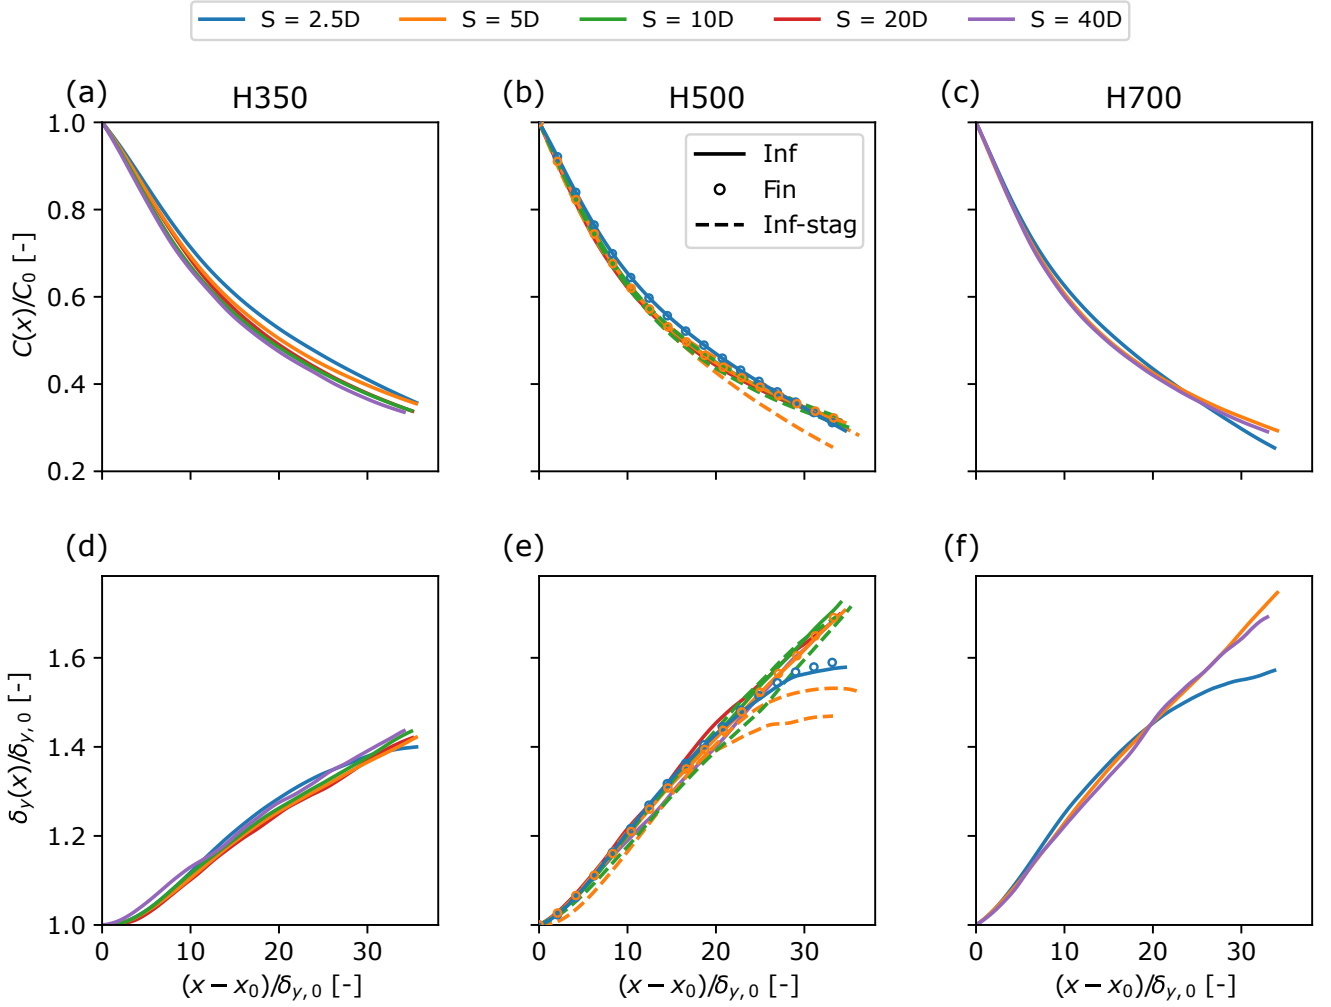 S = 2.5D S = 5D S = 10D S = 20D S = 40D
(a) H350 (b) H500 (c) H700
1.0
0.8
0.6
0.4
0.2
C(x)/C₀ [-]
Inf
Fin
Inf-stag
(d) (e) (f)
1.6
1.4
1.2
1.0
δy(x)/δy, 0 [-]
0 10 20 30 0 10 20 30 0 10 20 30
(x − x₀)/δy, 0 [-] (x − x₀)/δy, 0 [-] (x − x₀)/δy, 0 [-]